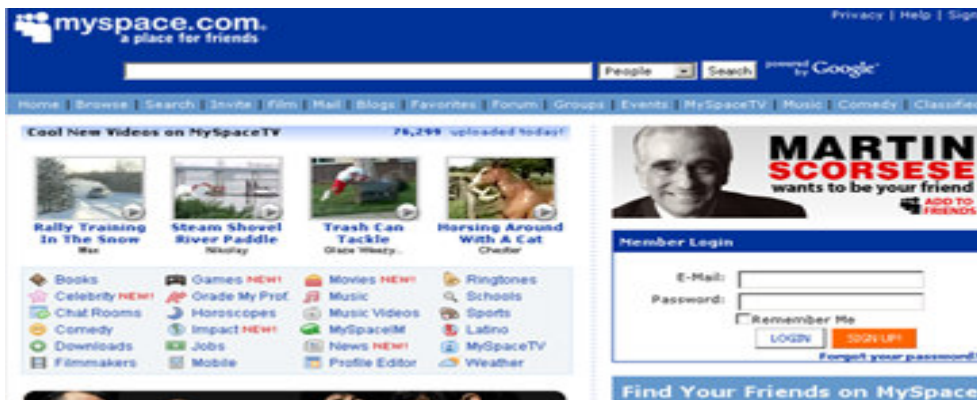 myspace.com.
a place for friends
Privacy | Help | Sign
People Search powered by Google
Home | Browse | Search | Invite | Film | Mail | Blogs | Favorites | Forum | Groups | Events | MySpaceTV | Music | Comedy | Classifie
Cool New Videos on MySpaceTV 76,299 uploaded today!
Rally Training In The Snow
Max
Steam Shovel River Paddle
Nikolay
Trash Can Tackle
Horsing Around With A Cat
Chester
Books
Celebrity NEW!
Chat Rooms
Comedy
Downloads
Filmmakers
Games NEW!
Grade My Prof.
Horoscopes
Impact NEW!
Jobs
Mobile
Movies NEW!
Music
Music Videos
MySpaceIM
News NEW!
Profile Editor
Ringtones
Schools
Sports
Latino
MySpaceTV
Weather
MARTIN
SCORSESE
wants to be your friend
ADD TO
FRIENDS
Member Login
E-Mail:
Password:
Remember Me
LOGIN SIGN UP!
Forgot your password?
Find Your Friends on MySpace